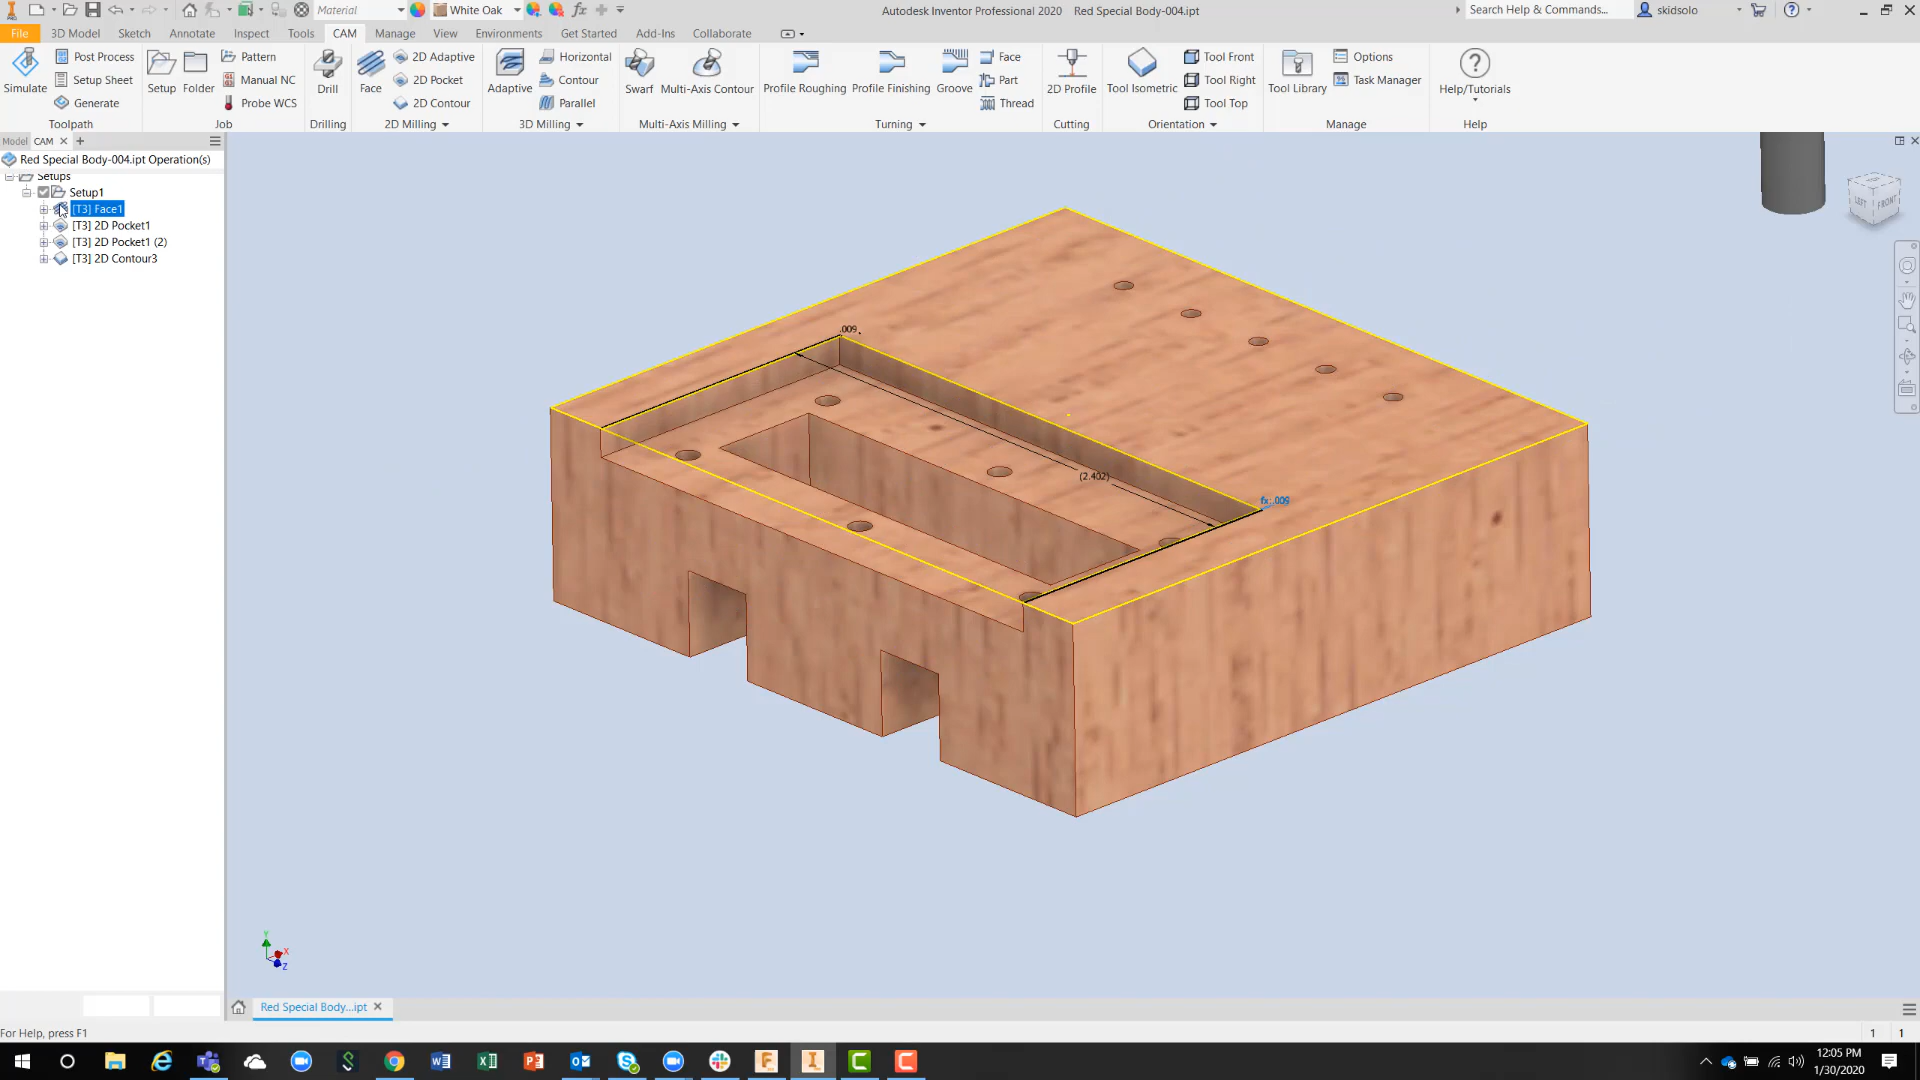 Material
White Oak
Autodesk Inventor Professional 2020 Red Special Body-004.ipt
Search Help & Commands...
skidsolo
File 3D Model Sketch Annotate Inspect Tools CAM Manage View Environments Get Started Add-Ins Collaborate
Simulate
Post Process
Setup Sheet
Generate
Toolpath
Setup
Folder
Pattern
Manual NC
Probe WCS
Job
Drill
Drilling
Face
2D Adaptive
2D Pocket
2D Contour
2D Milling
Adaptive
Horizontal
Contour
Parallel
3D Milling
Swarf
Multi-Axis Contour
Multi-Axis Milling
Profile Roughing
Profile Finishing
Groove
Face
Part
Thread
Turning
2D Profile
Cutting
Tool Isometric
Tool Front
Tool Right
Tool Top
Orientation
Tool Library
Options
Task Manager
Manage
Help/Tutorials
Help
Model CAM
Red Special Body-004.ipt Operation(s)
Setups
Setup1
[T3] Face1
[T3] 2D Pocket1
[T3] 2D Pocket1 (2)
[T3] 2D Contour3
LEFT FRONT
.009
(2.402)
fx: .009
Y
X
Z
Red Special Body...ipt
For Help, press F1
1 1
12:05 PM
1/30/2020